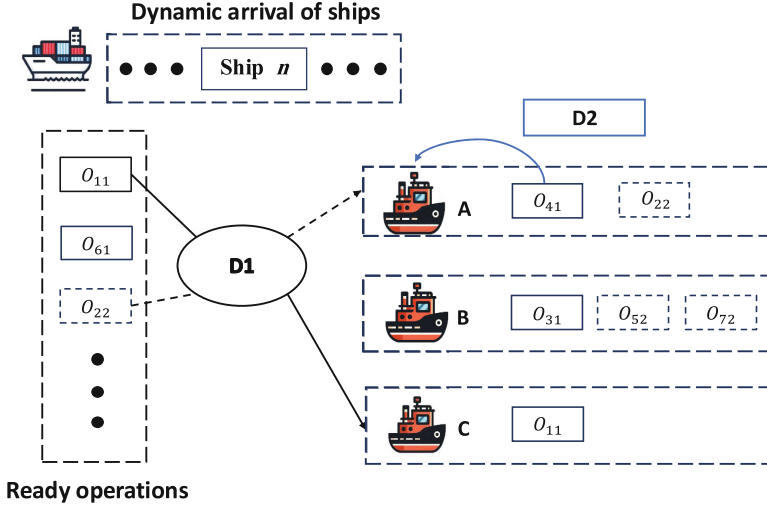 Dynamic arrival of ships
Ship n
D2
O11
O61
O22
D1
A
O41
O22
B
O31
O52
O72
C
O11
Ready operations